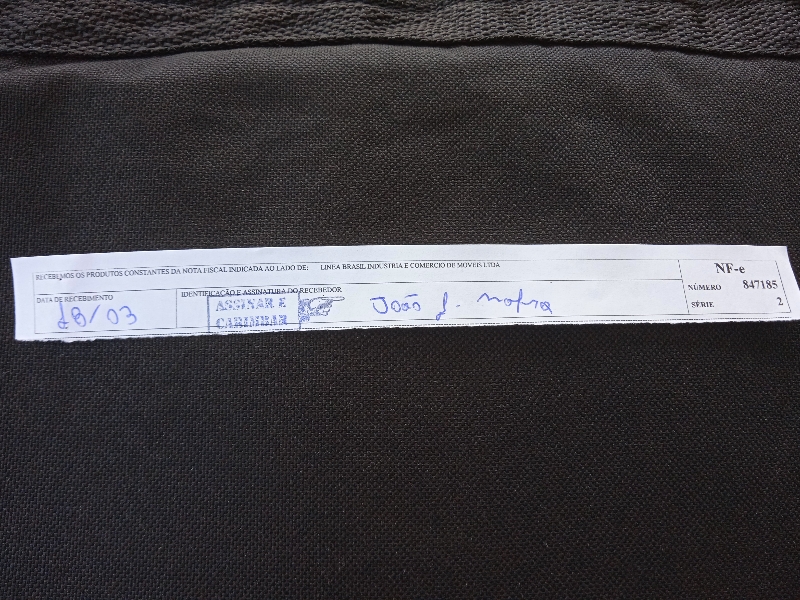 RECEBEMOS OS PRODUTOS CONSTANTES DA NOTA FISCAL INDICADA AO LADO DE: LINEA BRASIL INDUSTRIA E COMERCIO DE MOVEIS LTDA
NF-e
DATA DE RECEBIMENTO
IDENTIFICAÇÃO E ASSINATURA DO RECEBEDOR
NÚMERO 847185
18/03
ASSINAR E
CARIMBAR
João
SÉRIE 2